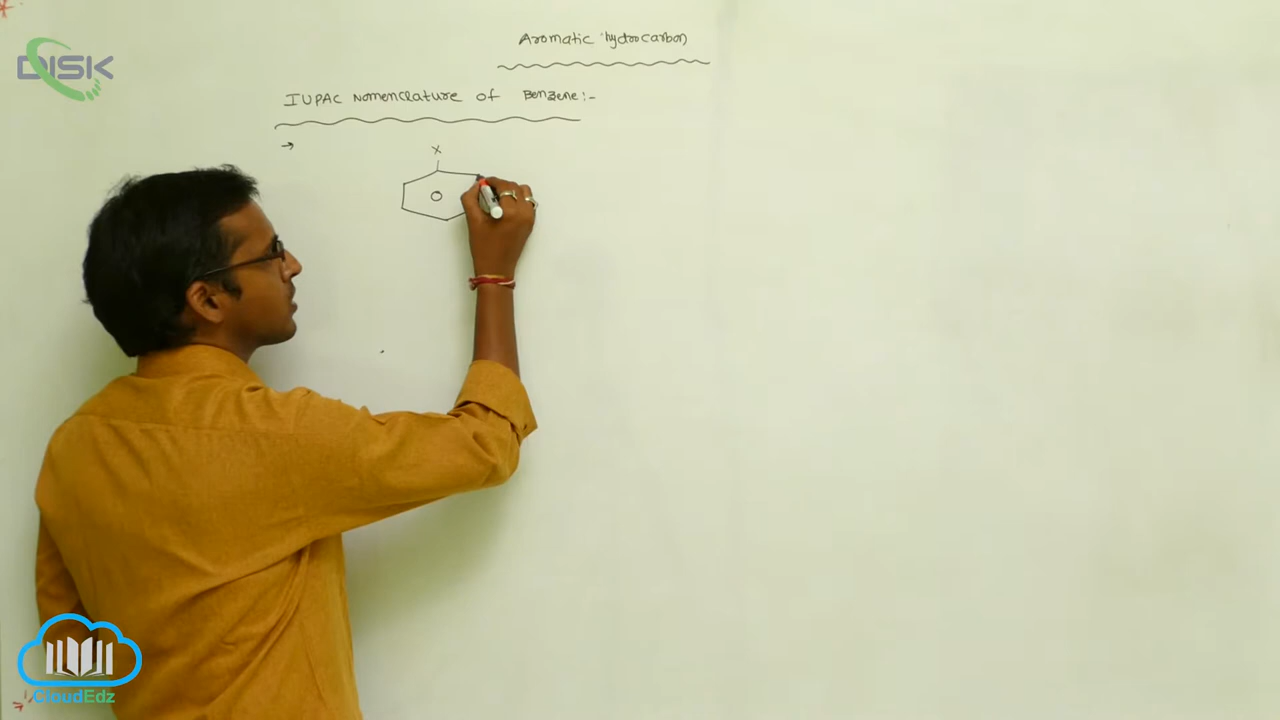 Aromatic hydrocarbon
DISK
IUPAC Nomenclature of Benzene:-
→
X
CloudEdz